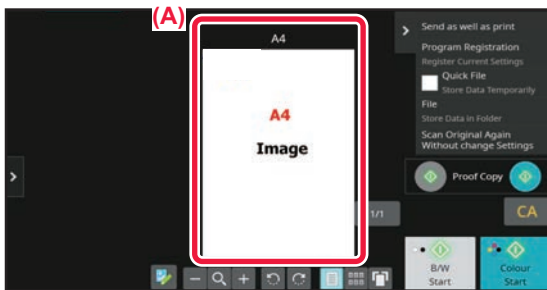 (A)
A4
A4
Image
1/1
Send as well as print
Program Registration
Register Current Settings
Quick File
Store Data Temporarily
File
Store Data in Folder
Scan Original Again
Without change Settings
Proof Copy
CA
B/W
Start
Colour
Start